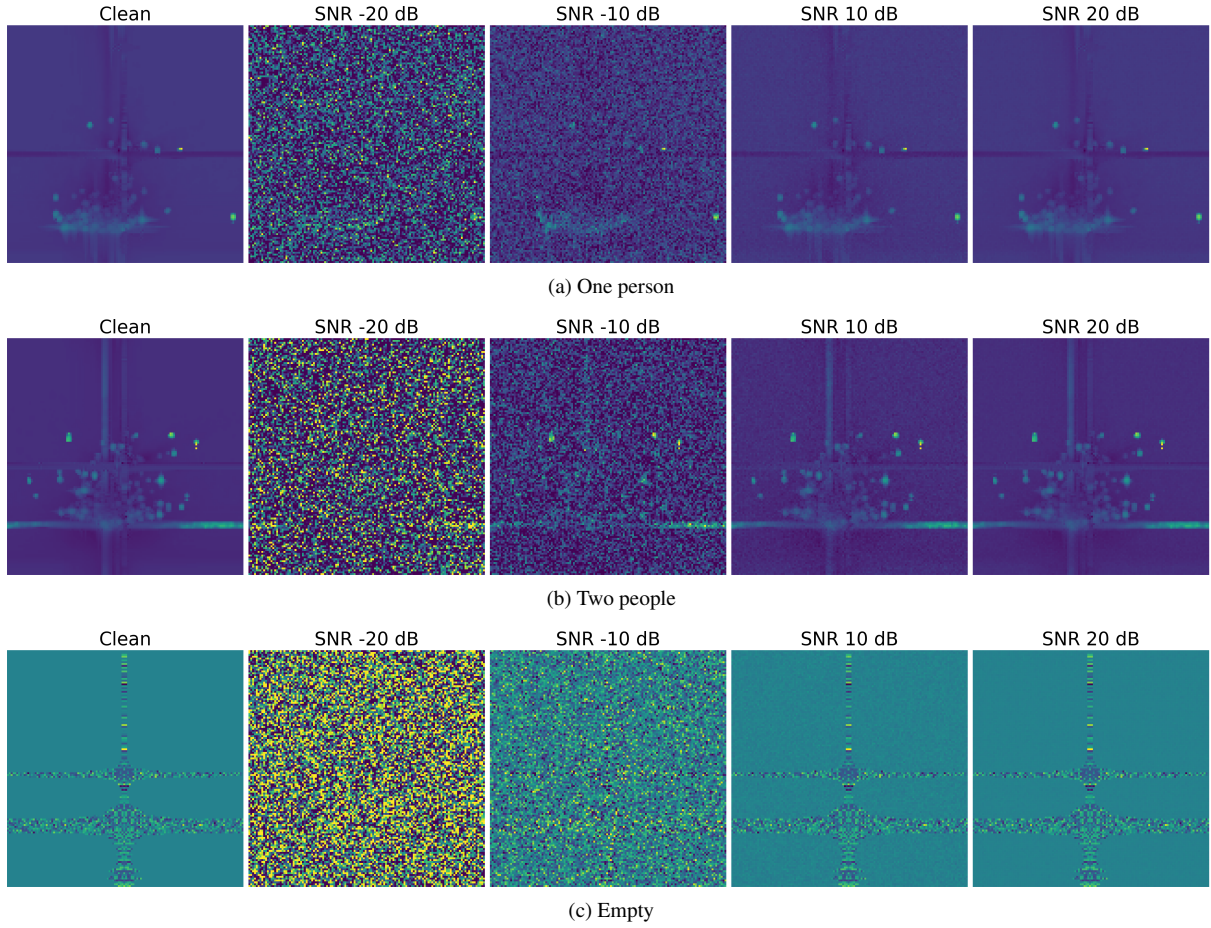 Clean SNR -20 dB SNR -10 dB SNR 10 dB SNR 20 dB
(a) One person
Clean SNR -20 dB SNR -10 dB SNR 10 dB SNR 20 dB
(b) Two people
Clean SNR -20 dB SNR -10 dB SNR 10 dB SNR 20 dB
(c) Empty